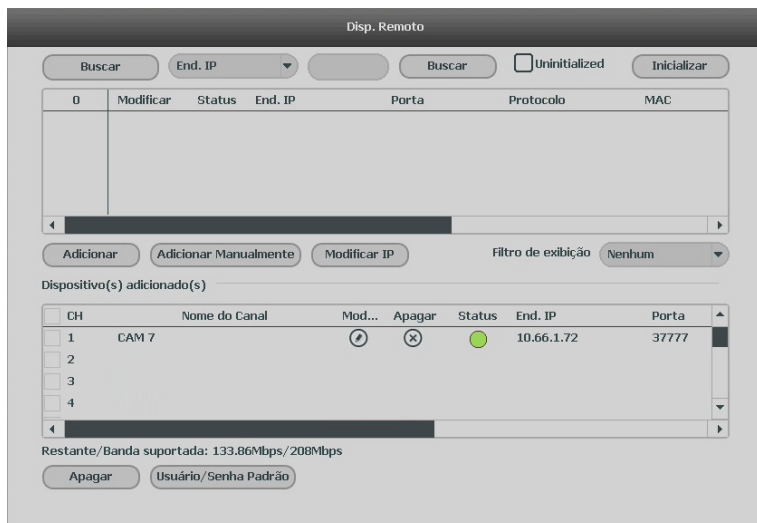 Disp. Remoto
Buscar End. IP Buscar Uninitialized Inicializar
0 Modificar Status End. IP Porta Protocolo MAC
Adicionar Adicionar Manualmente Modificar IP Filtro de exibição Nenhum
Dispositivo(s) adicionado(s)
CH Nome do Canal Mod... Apagar Status End. IP Porta
1 CAM 7 10.66.1.72 37777
2
3
4
Restante/Banda suportada: 133.86Mbps/208Mbps
Apagar Usuário/Senha Padrão